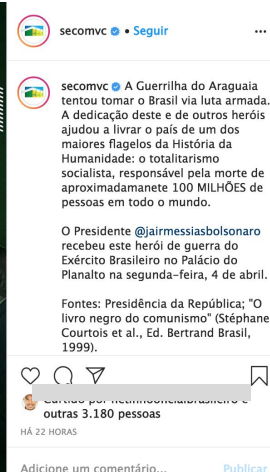 secomvc • Seguir
...
secomvc A Guerrilha do Araguaia
tentou tomar o Brasil via luta armada.
A dedicação deste e de outros heróis
ajudou a livrar o país de um dos
maiores flagelos da História da
Humanidade: o totalitarismo
socialista, responsável pela morte de
aproximadamanete 100 MILHÕES de
pessoas em todo o mundo.
O Presidente @jairmessiasbolsonaro
recebeu este herói de guerra do
Exército Brasileiro no Palácio do
Planalto na segunda-feira, 4 de abril.
Fontes: Presidência da República; "O
livro negro do comunismo" (Stéphane
Courtois et al., Ed. Bertrand Brasil,
1999).
outras 3.180 pessoas
HÁ 22 HORAS
Adicione um comentário... Publicar